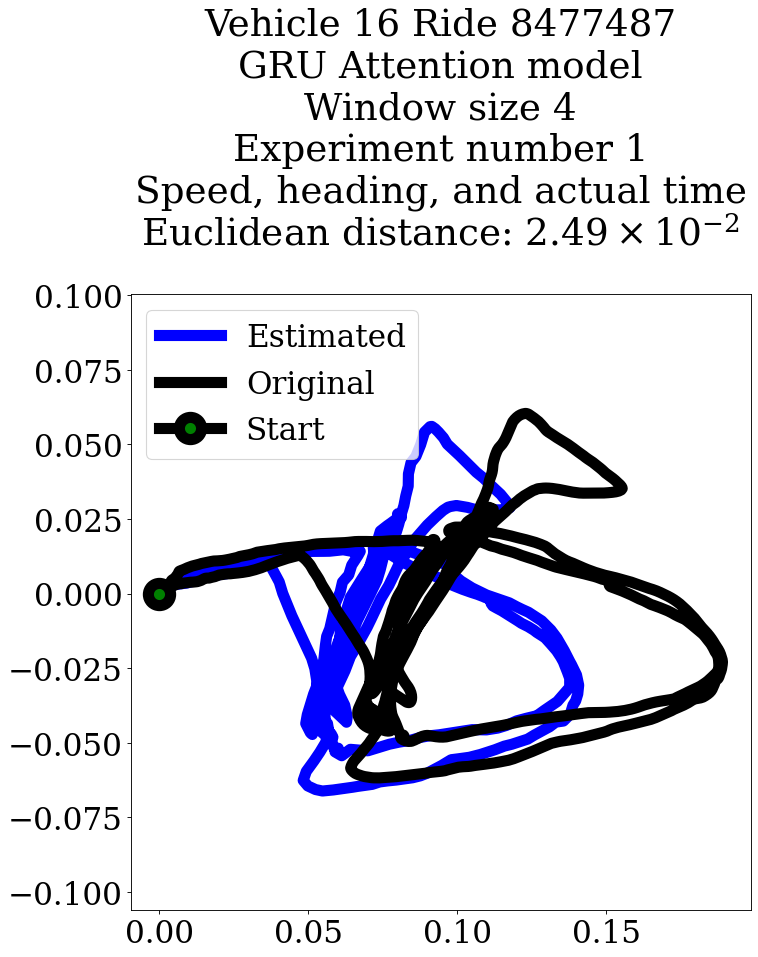 Vehicle 16 Ride 8477487
GRU Attention model
Window size 4
Experiment number 1
Speed, heading, and actual time
Euclidean distance: 2.49 × 10⁻²
0.100
0.075
0.050
0.025
0.000
−0.025
−0.050
−0.075
−0.100
Estimated
Original
Start
0.00 0.05 0.10 0.15